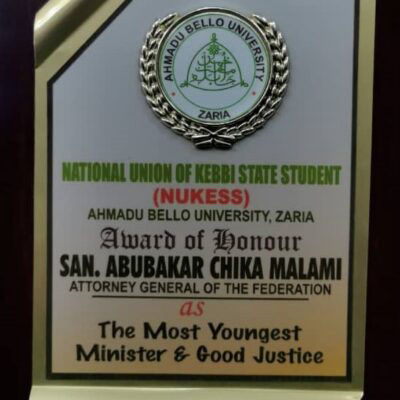 AHMADU BELLO UNIVERSITY
ZARIA
NATIONAL UNION OF KEBBI STATE STUDENT
(NUKESS)
AHMADU BELLO UNIVERSITY, ZARIA
Award of Honour
SAN. ABUBAKAR CHIKA MALAMI
ATTORNEY GENERAL OF THE FEDERATION
as
The Most Youngest
Minister & Good Justice